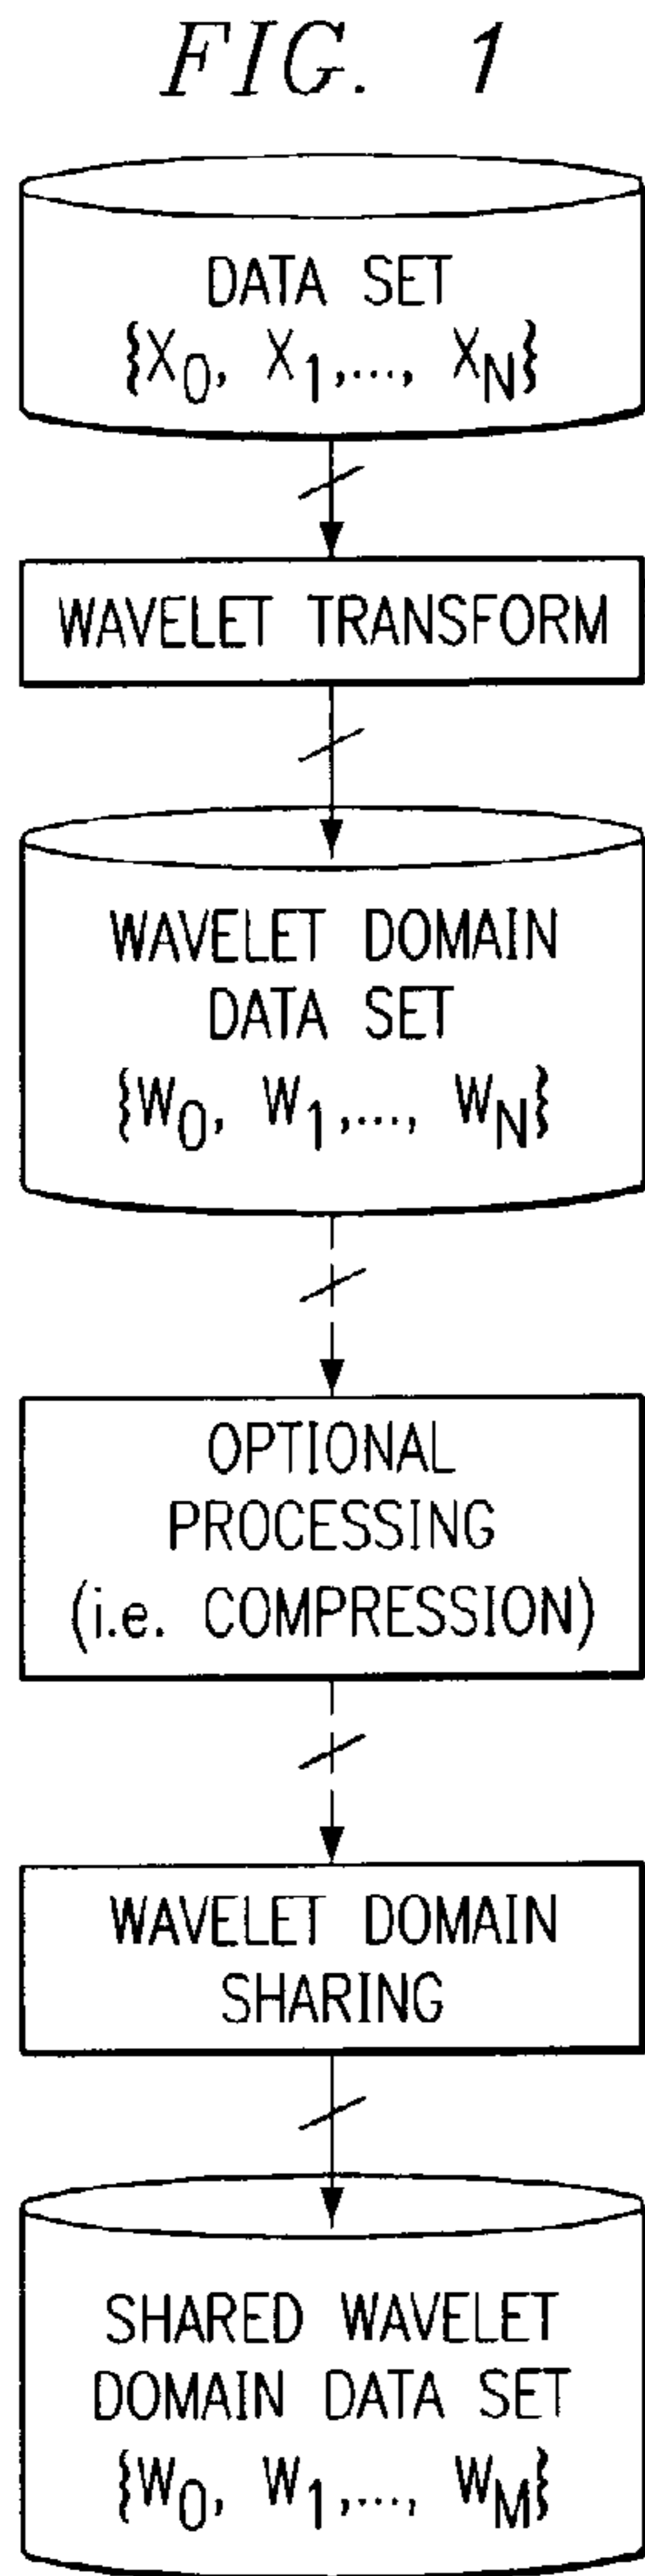 FIG. 1
DATA SET
{X0, X1,..., XN}
WAVELET TRANSFORM
WAVELET DOMAIN
DATA SET
{W0, W1,..., WN}
OPTIONAL
PROCESSING
(i.e. COMPRESSION)
WAVELET DOMAIN
SHARING
SHARED WAVELET
DOMAIN DATA SET
{W0, W1,..., WM}